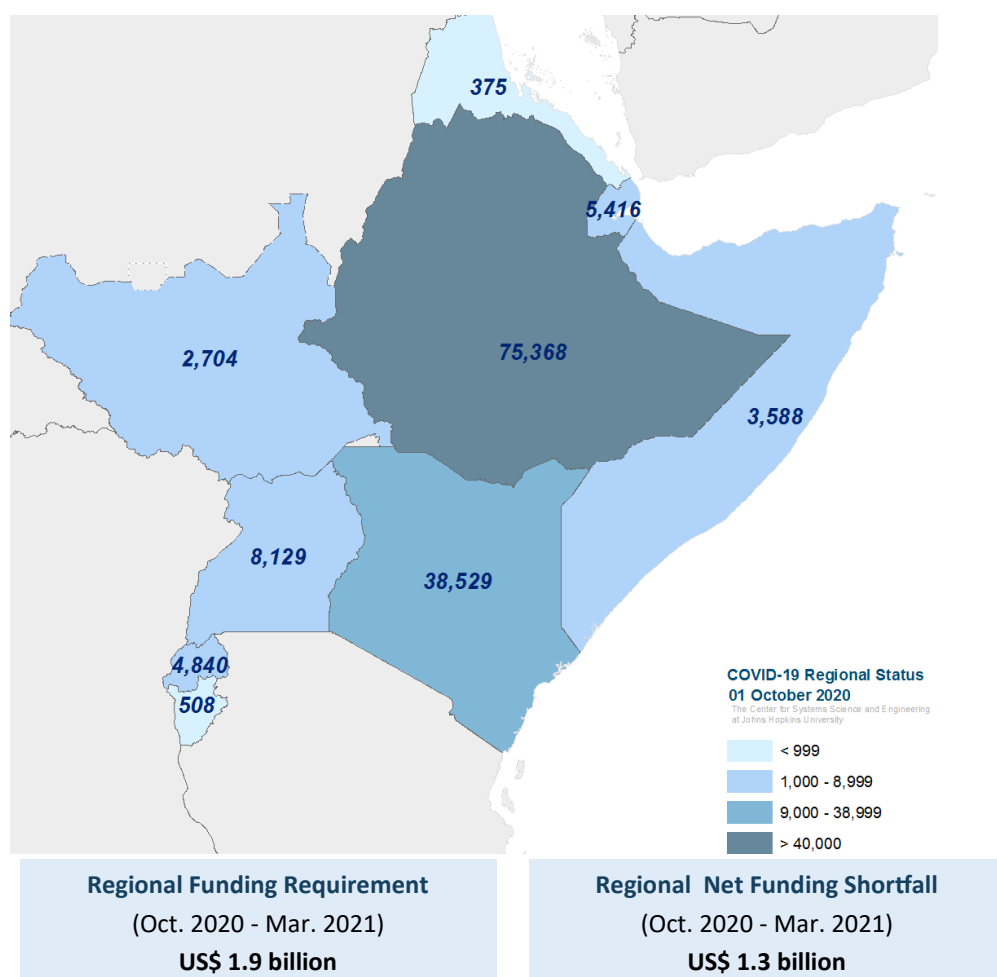 375
5,416
2,704
75,368
3,588
8,129
38,529
4,840
508
COVID-19 Regional Status
01 October 2020
The Center for Systems Science and Engineering
at Johns Hopkins University
< 999
1,000 - 8,999
9,000 - 38,999
> 40,000
Regional Funding Requirement
(Oct. 2020 - Mar. 2021)
US$ 1.9 billion
Regional Net Funding Shortfall
(Oct. 2020 - Mar. 2021)
US$ 1.3 billion